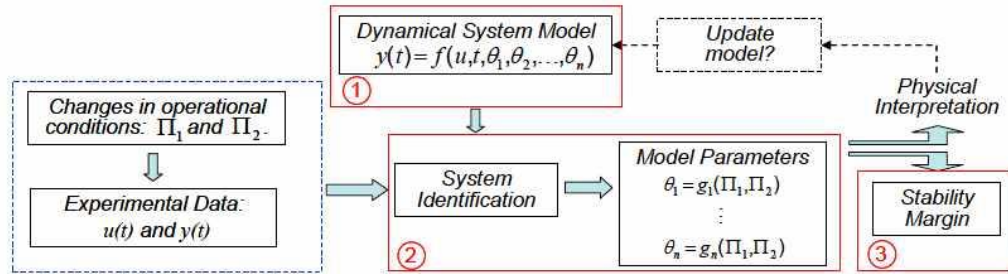 Dynamical System Model
y(t) = f(u,t,θ₁,θ₂,...,θₙ)
①
Update
model?
Changes in operational
conditions: Π₁ and Π₂.
Experimental Data:
u(t) and y(t)
System
Identification
②
Model Parameters
θ₁ = g₁(Π₁,Π₂)
⋮
θₙ = gₙ(Π₁,Π₂)
Physical
Interpretation
Stability
Margin
③